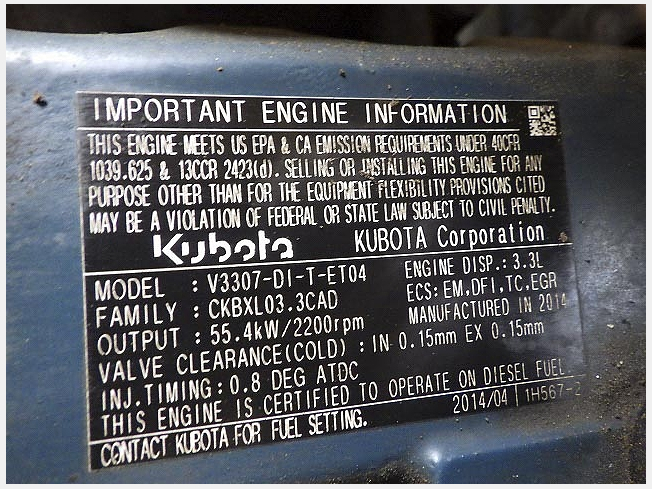 IMPORTANT ENGINE INFORMATION
THIS ENGINE MEETS US EPA & CA EMISSION REQUIREMENTS UNDER 40CFR
1039.625 & 13CCR 2423(d). SELLING OR INSTALLING THIS ENGINE FOR ANY
PURPOSE OTHER THAN FOR THE EQUIPMENT FLEXIBILITY PROVISIONS CITED
MAY BE A VIOLATION OF FEDERAL OR STATE LAW SUBJECT TO CIVIL PENALTY.
Kubota KUBOTA Corporation
MODEL : V3307-DI-T-ET04 ENGINE DISP.: 3.3L
FAMILY : CKBXL03.3CAD ECS: EM,DFI,TC,EGR
OUTPUT : 55.4kW/2200rpm MANUFACTURED IN 2014
VALVE CLEARANCE(COLD) : IN 0.15mm EX 0.15mm
INJ.TIMING: 0.8 DEG ATDC
THIS ENGINE IS CERTIFIED TO OPERATE ON DIESEL FUEL
CONTACT KUBOTA FOR FUEL SETTING. 2014/04 1H567-2